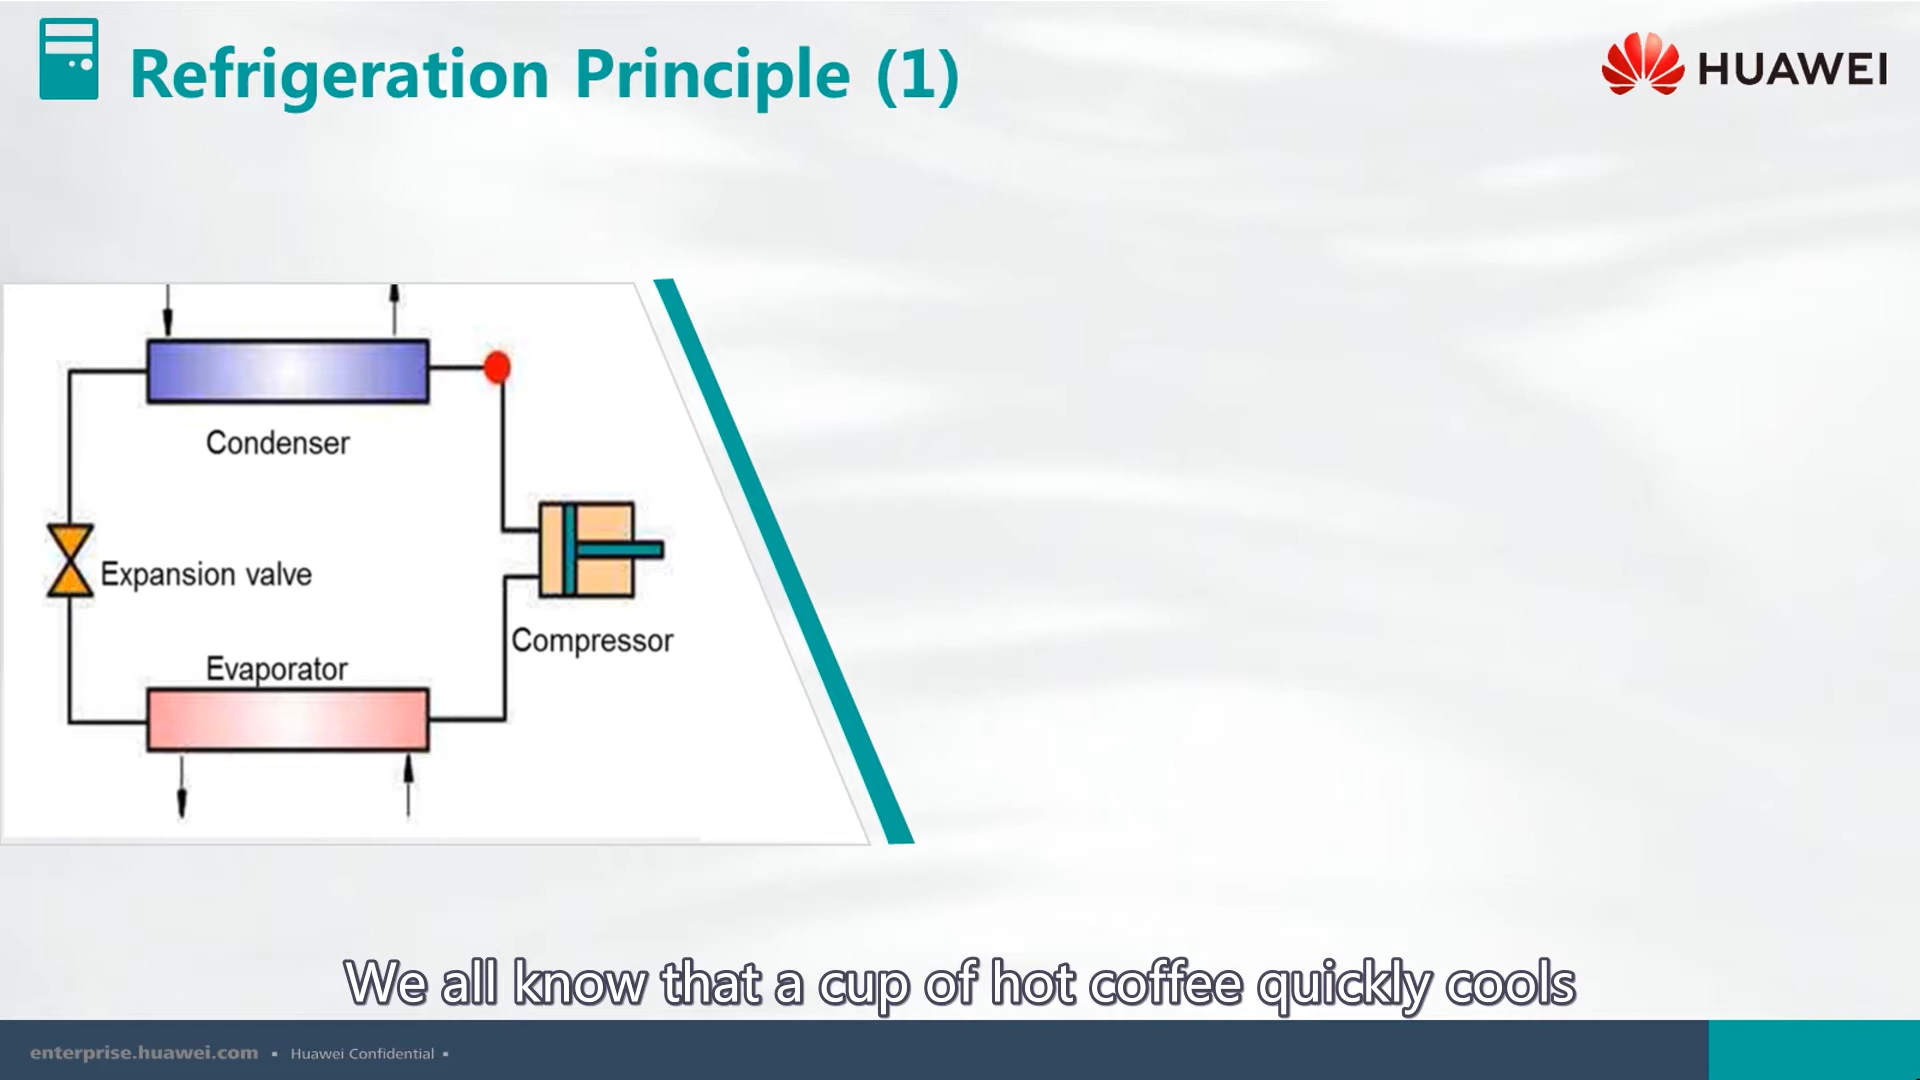 Refrigeration Principle (1)
HUAWEI
Condenser
Expansion valve
Compressor
Evaporator
We all know that a cup of hot coffee quickly cools
enterprise.huawei.com ▪ Huawei Confidential ▪